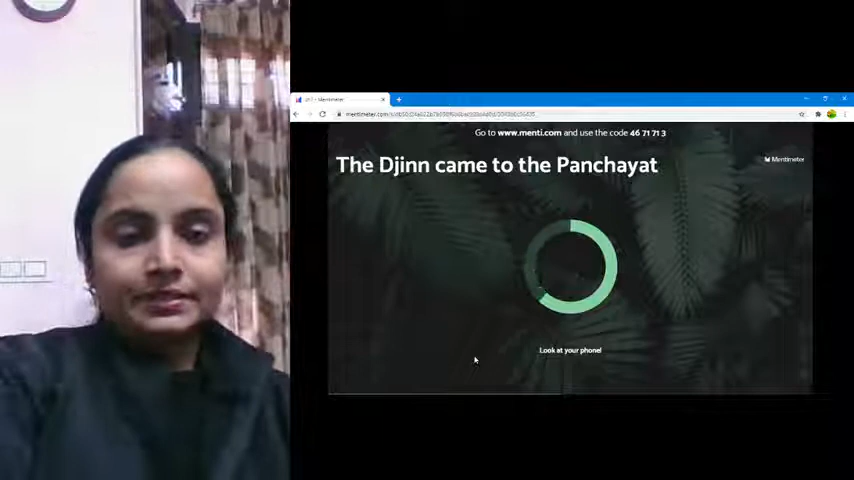 Go to www.menti.com and use the code 46 71 71 3
The Djinn came to the Panchayat
Mentimeter
Look at your phone!